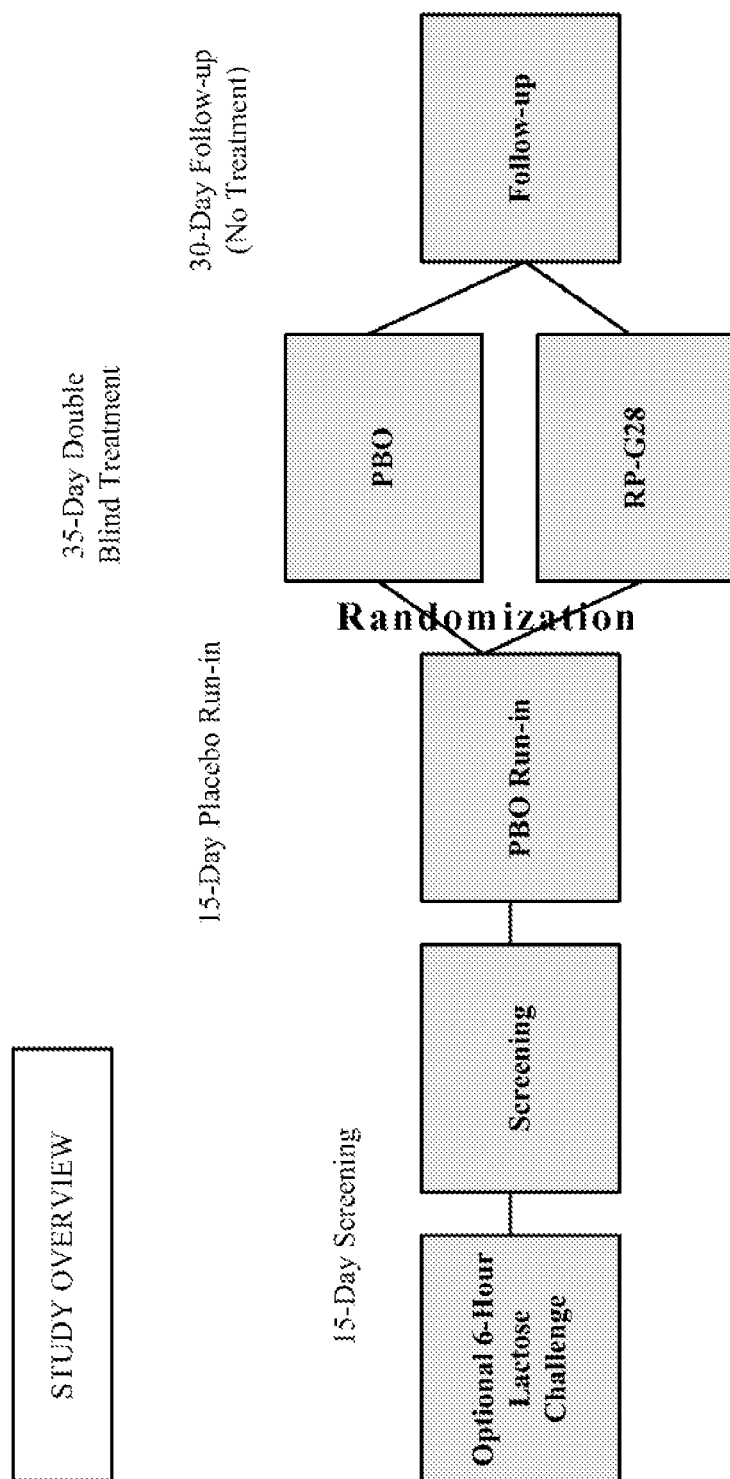 STUDY OVERVIEW
15-Day Screening
15-Day Placebo Run-in
35-Day Double
Blind Treatment
30-Day Follow-up
(No Treatment)
Optional 6-Hour
Lactose
Challenge
Screening
PBO Run-in
Randomization
PBO
RP-G28
Follow-up